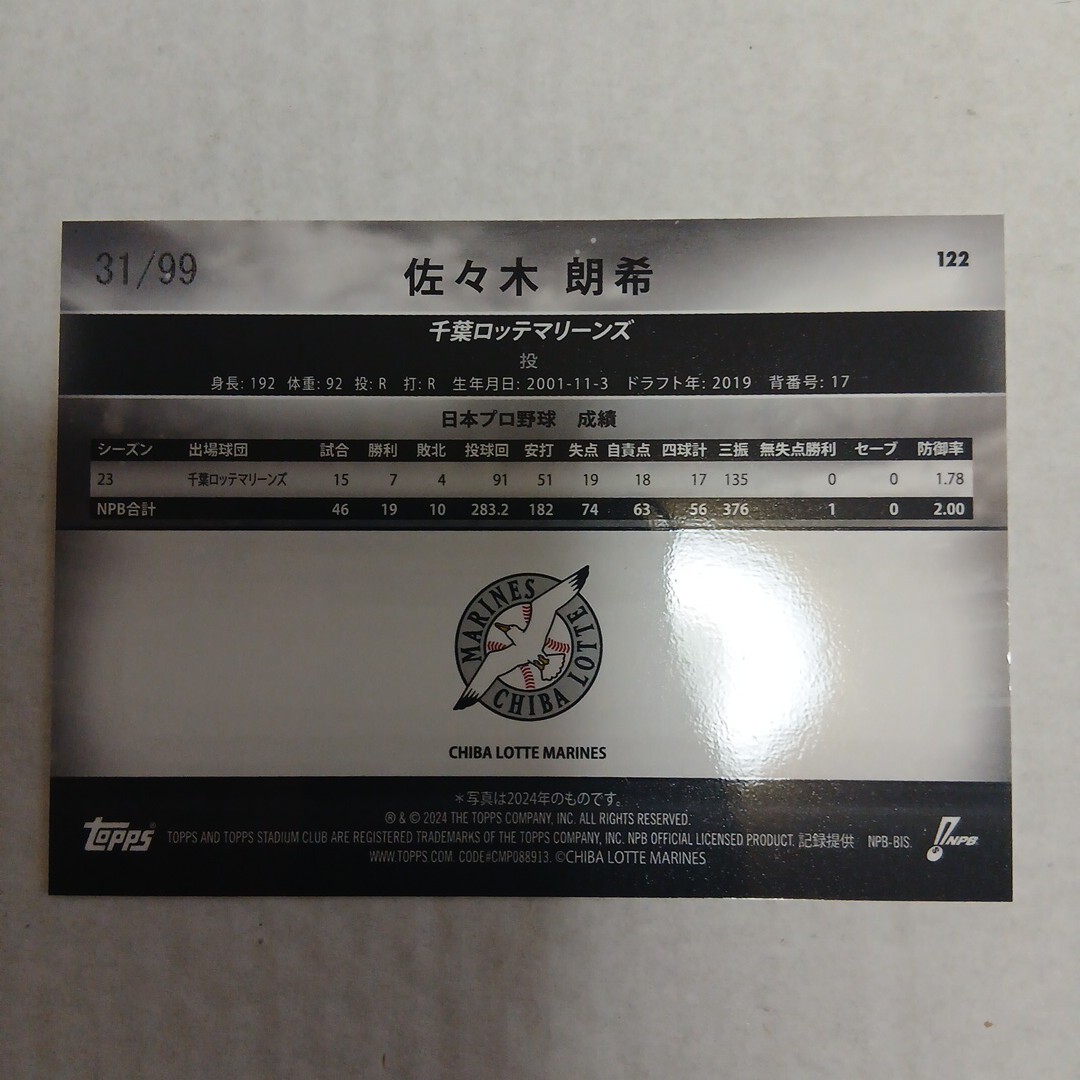 31/99 佐々木 朗希 122
千葉ロッテマリーンズ
投
身長: 192 体重: 92 投: R 打: R 生年月日: 2001-11-3 ドラフト年: 2019 背番号: 17
日本プロ野球 成績
シーズン 出場球団 試合 勝利 敗北 投球回 安打 失点 自責点 四球計 三振 無失点勝利 セーブ 防御率
23 千葉ロッテマリーンズ 15 7 4 91 51 19 18 17 135 0 0 1.78
NPB合計 46 19 10 283.2 182 74 63 56 376 1 0 2.00
MARINES
CHIBA LOTTE
CHIBA LOTTE MARINES
*写真は2024年のものです。
® & © 2024 THE TOPPS COMPANY, INC. ALL RIGHTS RESERVED.
TOPPS TOPPS AND TOPPS STADIUM CLUB ARE REGISTERED TRADEMARKS OF THE TOPPS COMPANY, INC. NPB OFFICIAL LICENSED PRODUCT. 記録提供 NPB-BIS. NPB
WWW.TOPPS.COM. CODE#CMP088913. ©CHIBA LOTTE MARINES